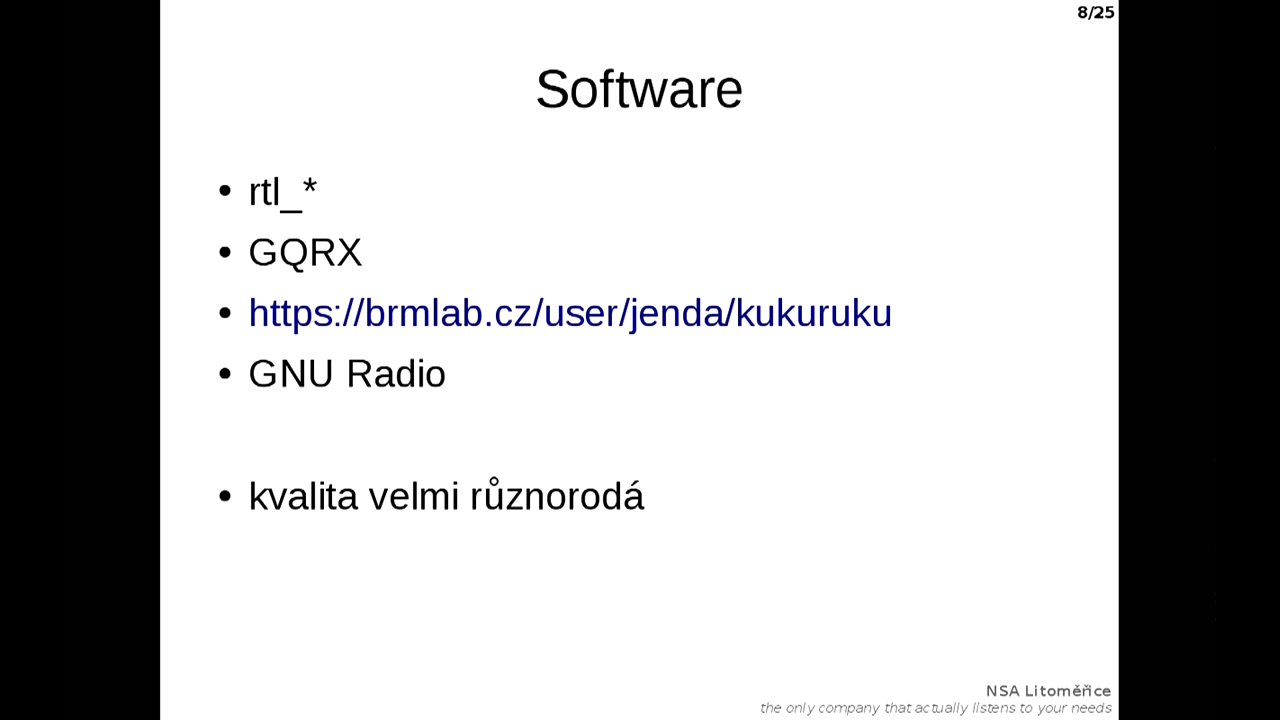 8/25
Software
• rtl_*
• GQRX
• https://brmlab.cz/user/jenda/kukuruku
• GNU Radio
• kvalita velmi různorodá
NSA Litoměřice
the only company that actually listens to your needs